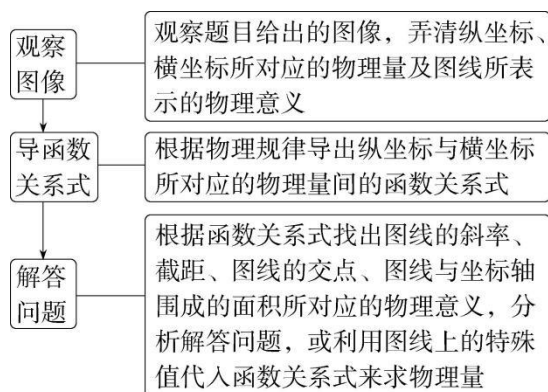 观察
图像
观察题目给出的图像，弄清纵坐标、
横坐标所对应的物理量及图线所表
示的物理意义
导函数
关系式
根据物理规律导出纵坐标与横坐标
所对应的物理量间的函数关系式
解答
问题
根据函数关系式找出图线的斜率、
截距、图线的交点、图线与坐标轴
围成的面积所对应的物理意义，分
析解答问题，或利用图线上的特殊
值代入函数关系式来求物理量